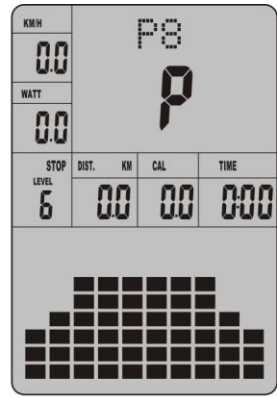 KM/H
0.0
P8
P
WATT
0.0
STOP DIST. KM CAL TIME
LEVEL
6 0.0 0.0 0:00